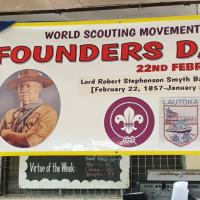 WORLD SCOUTING MOVEMENT
FOUNDERS DA
22ND FEBR
Lord Robert Stephenson Smyth Ba
[February 22, 1857-January
LAUTOKA
Virtue of the Week: